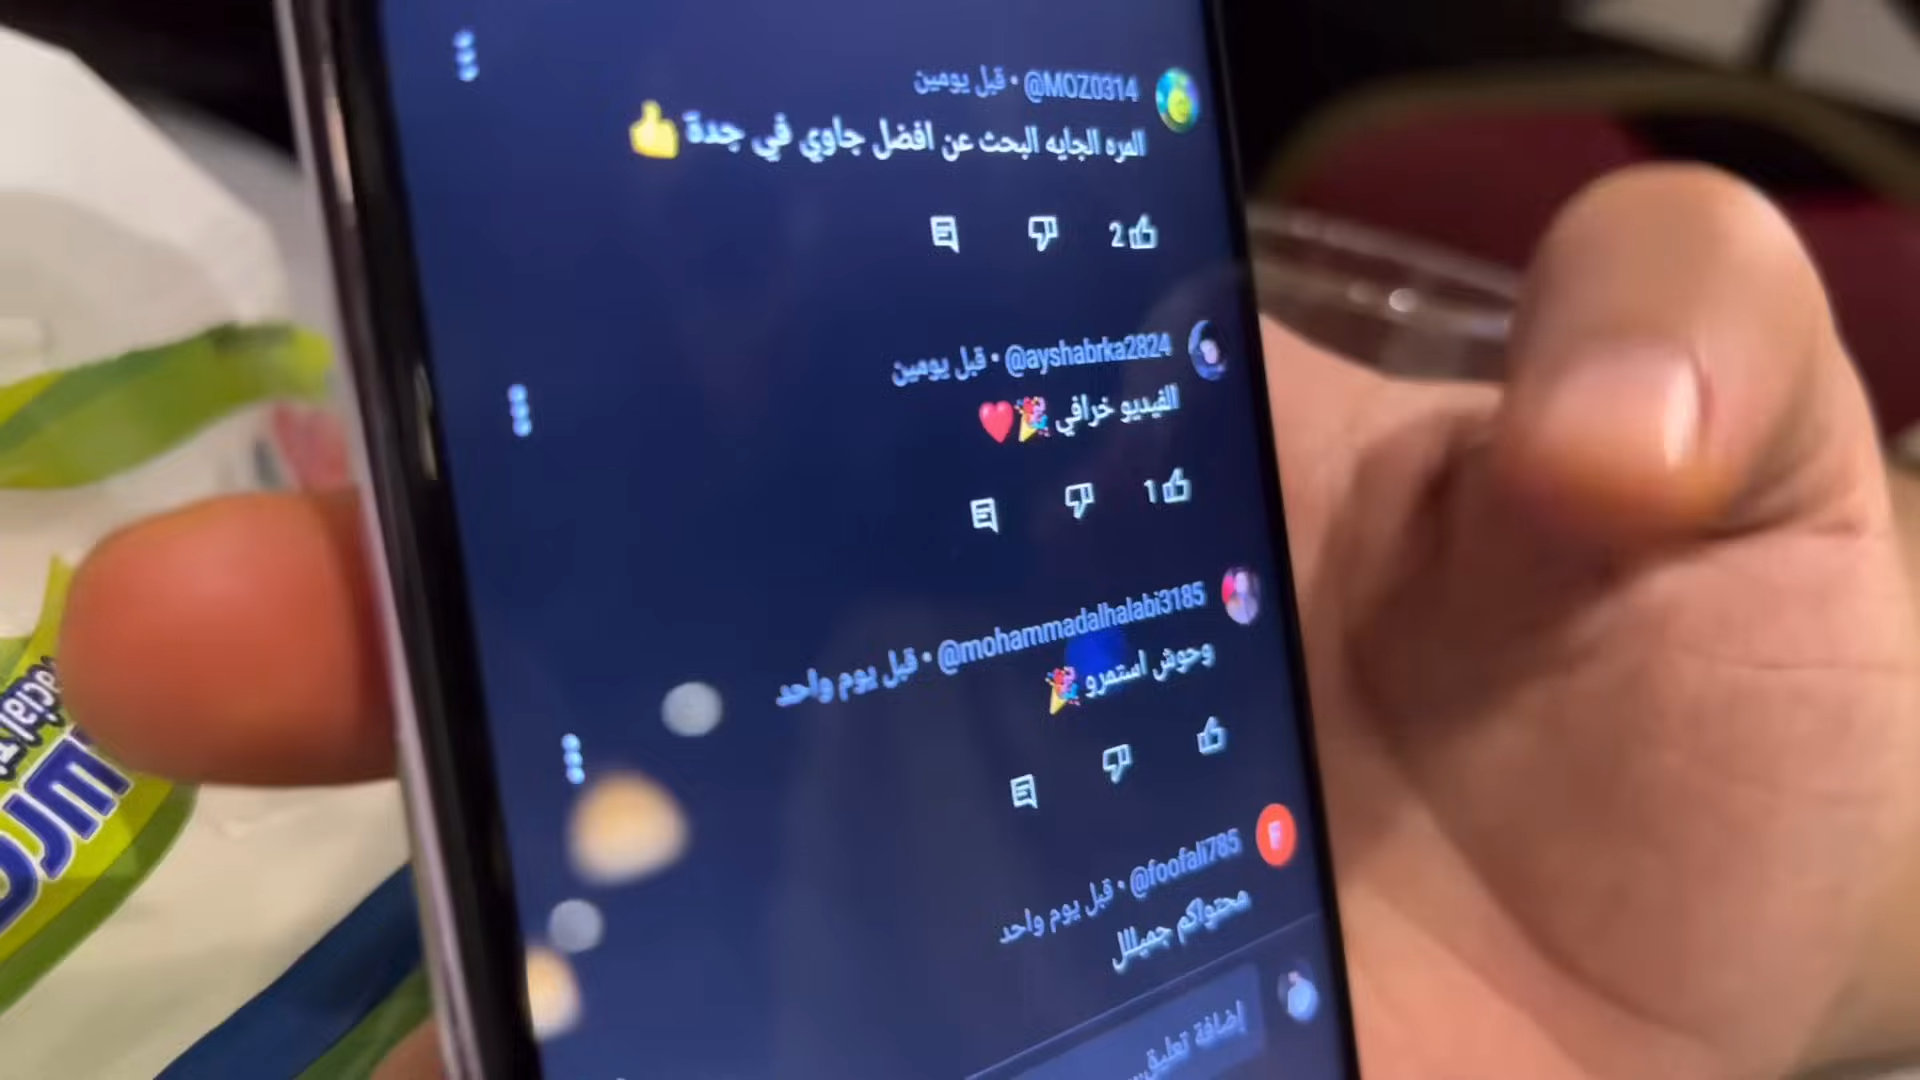 @MOZ0314 • قبل يومين
المره الجايه البحث عن افضل جاوي في جدة 👍
2
@ayshabrka2824 • قبل يومين
الفيديو خرافي 🎉❤️
1
@mohammadalhalabi3185 • قبل يوم واحد
وحوش استمرو 🎉
F
@foofali785 • قبل يوم واحد
محتواكم جميللل
إضافة تعليق...